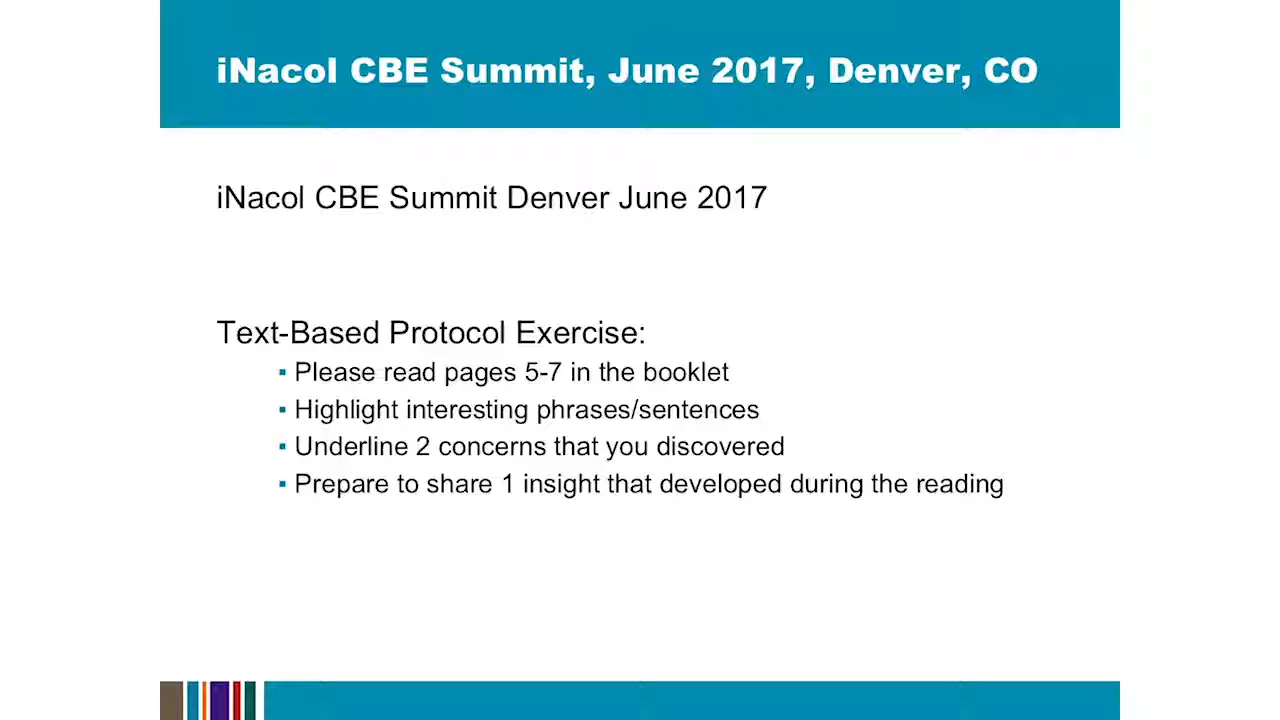 iNacol CBE Summit, June 2017, Denver, CO
iNacol CBE Summit Denver June 2017
Text-Based Protocol Exercise:
▪ Please read pages 5-7 in the booklet
▪ Highlight interesting phrases/sentences
▪ Underline 2 concerns that you discovered
▪ Prepare to share 1 insight that developed during the reading